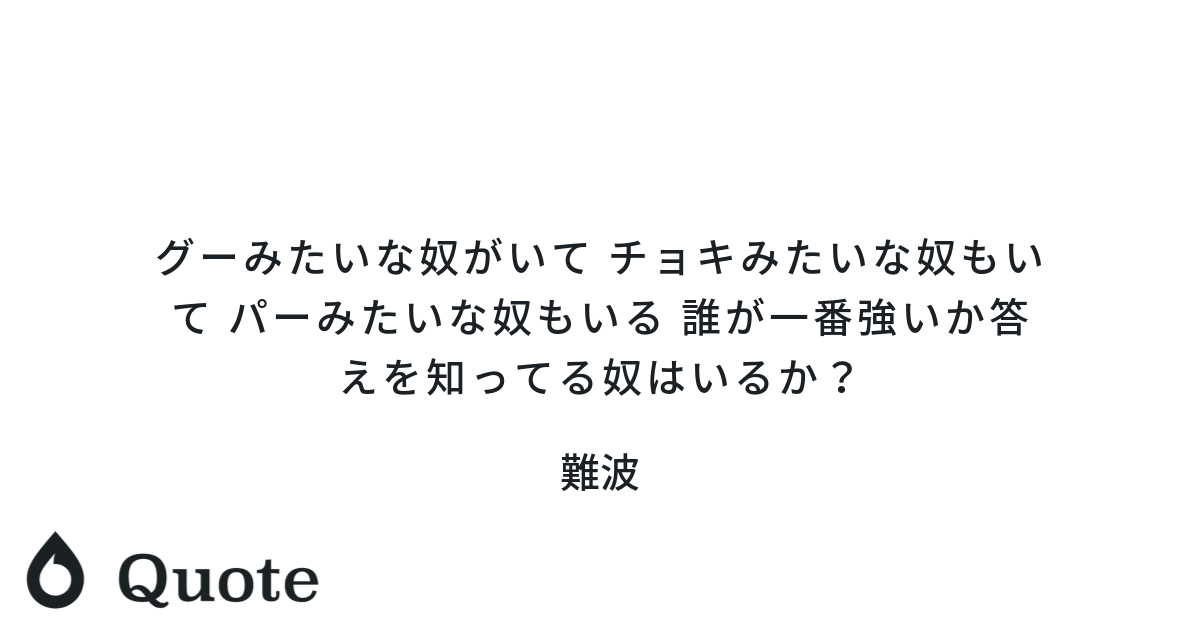 グーみたいな奴がいて チョキみたいな奴もい
て パーみたいな奴もいる 誰が一番強いか答
えを知ってる奴はいるか？
難波
Quote